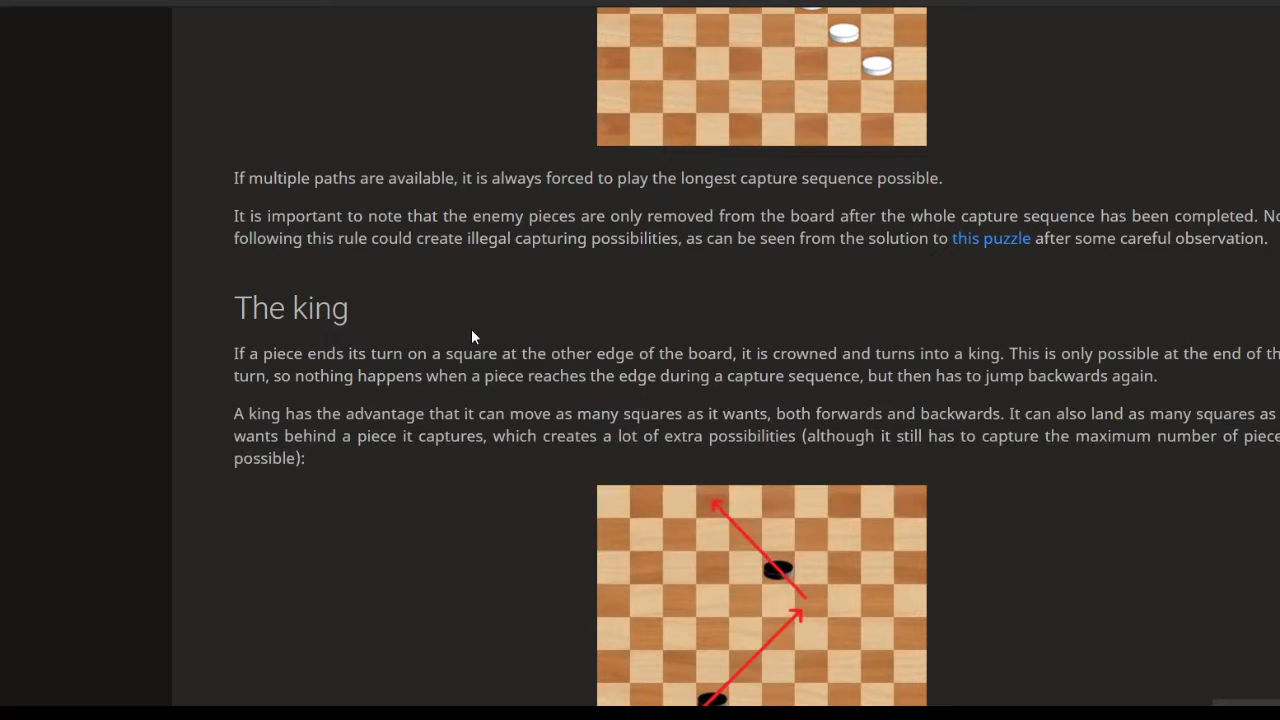 If multiple paths are available, it is always forced to play the longest capture sequence possible.
It is important to note that the enemy pieces are only removed from the board after the whole capture sequence has been completed. No
following this rule could create illegal capturing possibilities, as can be seen from the solution to this puzzle after some careful observation.
The king
If a piece ends its turn on a square at the other edge of the board, it is crowned and turns into a king. This is only possible at the end of th
turn, so nothing happens when a piece reaches the edge during a capture sequence, but then has to jump backwards again.
A king has the advantage that it can move as many squares as it wants, both forwards and backwards. It can also land as many squares as
wants behind a piece it captures, which creates a lot of extra possibilities (although it still has to capture the maximum number of piece
possible):